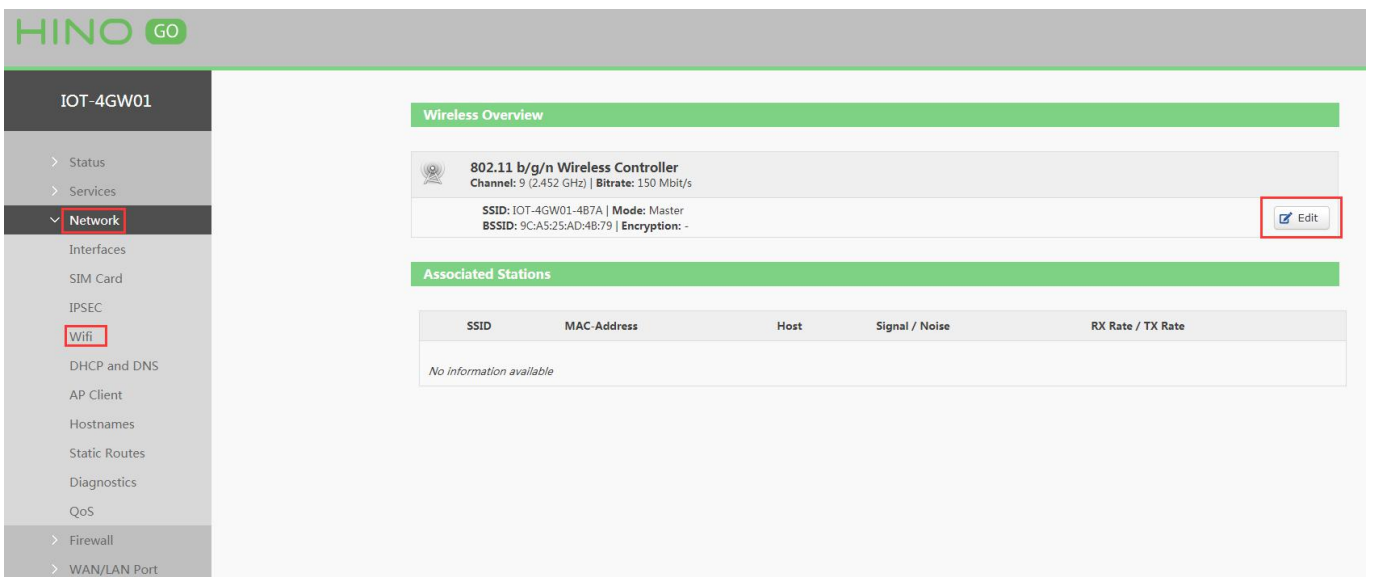 HINO GO
IOT-4GW01
Status
Services
Network
Interfaces
SIM Card
IPSEC
Wifi
DHCP and DNS
AP Client
Hostnames
Static Routes
Diagnostics
QoS
Firewall
WAN/LAN Port
Wireless Overview
802.11 b/g/n Wireless Controller
Channel: 9 (2.452 GHz) | Bitrate: 150 Mbit/s
SSID: IOT-4GW01-4B7A | Mode: Master
BSSID: 9C:A5:25:AD:4B:79 | Encryption: -
Edit
Associated Stations
SSID MAC-Address Host Signal / Noise RX Rate / TX Rate
No information available